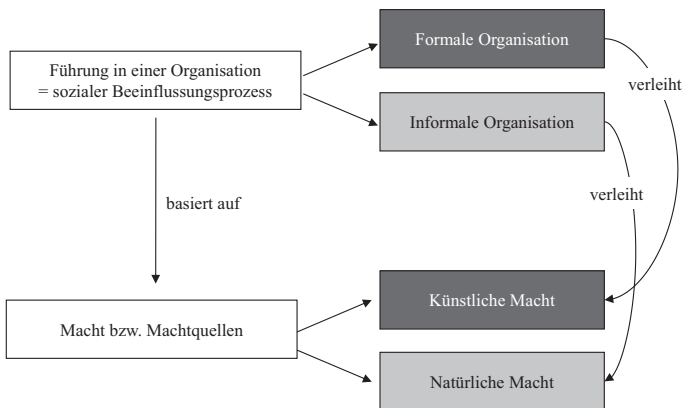 Formale Organisation
Führung in einer Organisation
= sozialer Beeinflussungsprozess
verleiht
Informale Organisation
verleiht
basiert auf
Künstliche Macht
Macht bzw. Machtquellen
Natürliche Macht